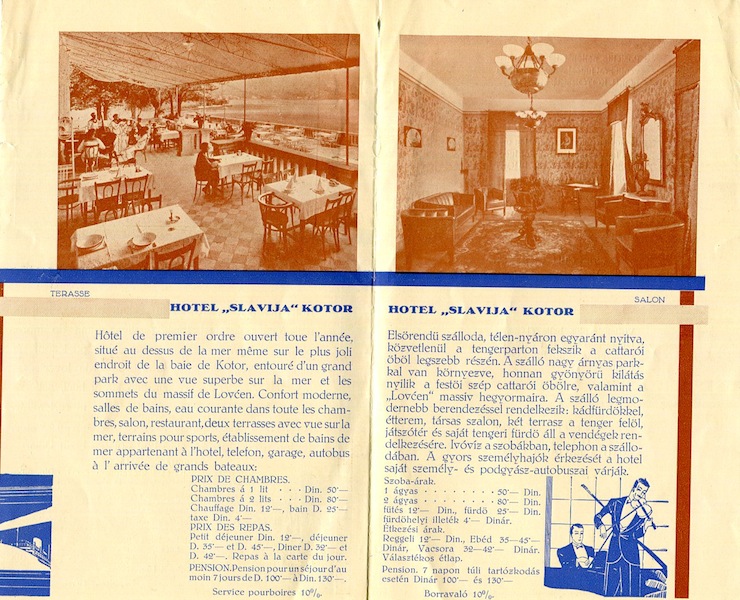 TERASSE
HOTEL „SLAVIJA“ KOTOR
Hôtel de premier ordre ouvert toue l'année,
situé au dessus de la mer même sur le plus joli
endroit de la baie de Kotor, entouré d'un grand
park avec une vue superbe sur la mer et les
sommets du massif de Lovćen. Confort moderne,
salles de bains, eau courante dans toute les cham-
bres, salon, restaurant, deux terrasses avec vue sur la
mer, terrains pour sports, établissement de bains de
mer appartenant à l'hotel, telefon, garage, autobus
à l' arrivée de grands bateaux:
PRIX DE CHAMBRES.
Chambres á 1 lit · · · Din. 50·—
Chambres á 2 lits · · · Din. 80·—
Chauffage Din. 12·—, bain D. 25·—
taxe Din. 4·—
PRIX DES REPAS.
Petit déjeuner Din. 12·—, déjeuner
D. 35·— et D. 45·—, Diner D. 32·— et
D. 42·—. Repas à la carte du jour.
PENSION. Pension pour un séjour d'au
moin 7 jours de D. 100·— à Din. 130·—.
Service pourboires 10%.
SALON
HOTEL „SLAVIJA“ KOTOR
Elsörendü szálloda, télen-nyáron egyaránt nyitva,
közvetlenül a tengerparton fekszik a cattarói
öböl legszebb részén. A szálló nagy árnyas park-
kal van környezve, honnan gyönyörü kilátás
nyilik a festöi szép cattarói öbölre, valamint a
„Lovćen“ massiv hegyormaira. A szálló legmo-
dernebb berendezéssel rendelkezik: kádfürdökkel,
étterem, társas szalon, két terrasz a tenger felöl,
játszótér és saját tengeri fürdö áll a vendégek ren-
delkezésére. Ivóvíz a szobákban, telephon a szállo-
dában. A gyors személyhajók érkezését a hotel
saját személy- és podgyász-autobuszai várják.
Szoba-árak.
1 ágyas · · · · · · · · · 50·— Din.
2 ágyas · · · · · · · · · 80·— Din.
fütés 12·— Din., fürdö 25·— Din.
fürdöhelyi illeték 4·— Dinár.
Étkezési árak.
Reggeli 12·— Din., Ebéd 35—45·—
Dinár, Vacsora 32—42·— Dinár.
Választékos étlap.
Pension. 7 napon túli tartózkodás
esetén Dinár 100·— és 130·—
Borravaló 10%.